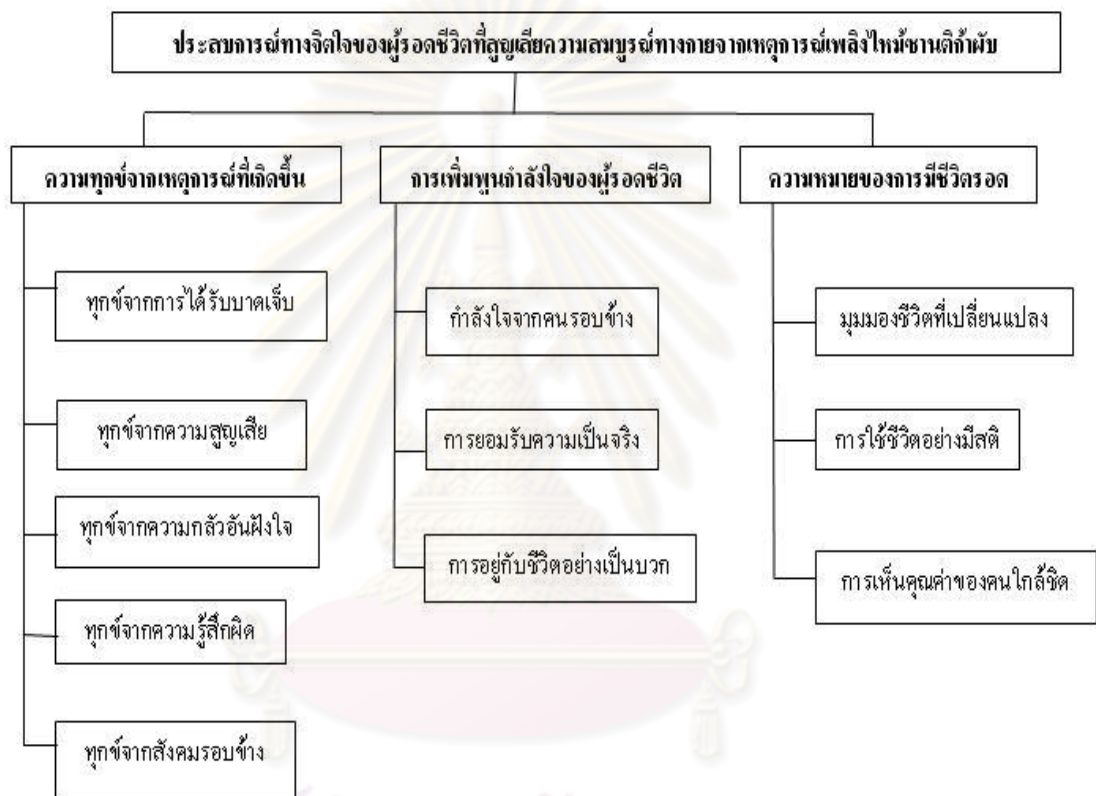 ประสบการณ์ทางจิตใจของผู้รอดชีวิตที่สูญเสียความสมบูรณ์ทางกายจากเหตุการณ์เพลิงไหม้ซานติก้าผับ
ความทุกข์จากเหตุการณ์ที่เกิดขึ้น
ทุกข์จากการได้รับบาดเจ็บ
ทุกข์จากความสูญเสีย
ทุกข์จากความกลัวอันฝังใจ
ทุกข์จากความรู้สึกผิด
ทุกข์จากสังคมรอบข้าง
การเพิ่มพูนกำลังใจของผู้รอดชีวิต
กำลังใจจากคนรอบข้าง
การยอมรับความเป็นจริง
การอยู่กับชีวิตอย่างเป็นบวก
ความหมายของการมีชีวิตรอด
มุมมองชีวิตที่เปลี่ยนแปลง
การใช้ชีวิตอย่างมีสติ
การเห็นคุณค่าของคนใกล้ชิด